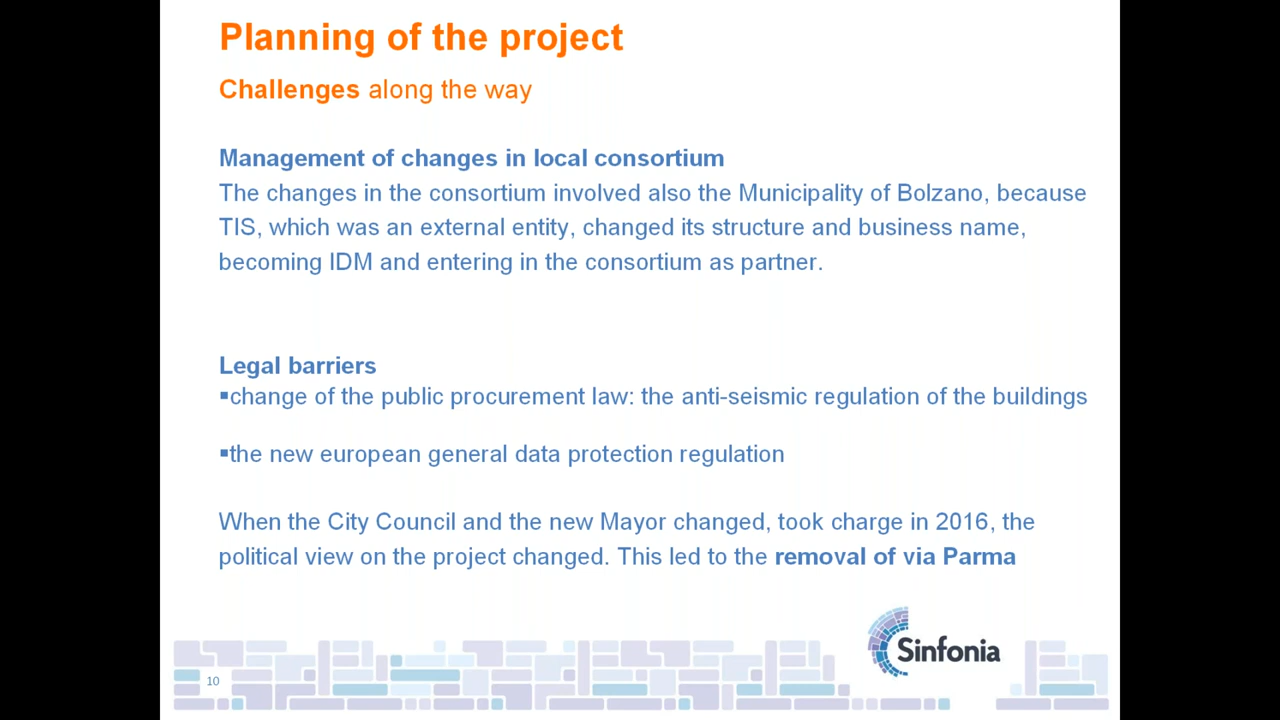 Planning of the project
Challenges along the way
Management of changes in local consortium
The changes in the consortium involved also the Municipality of Bolzano, because
TIS, which was an external entity, changed its structure and business name,
becoming IDM and entering in the consortium as partner.
Legal barriers
▪change of the public procurement law: the anti-seismic regulation of the buildings
▪the new european general data protection regulation
When the City Council and the new Mayor changed, took charge in 2016, the
political view on the project changed. This led to the removal of via Parma
Sinfonia
10